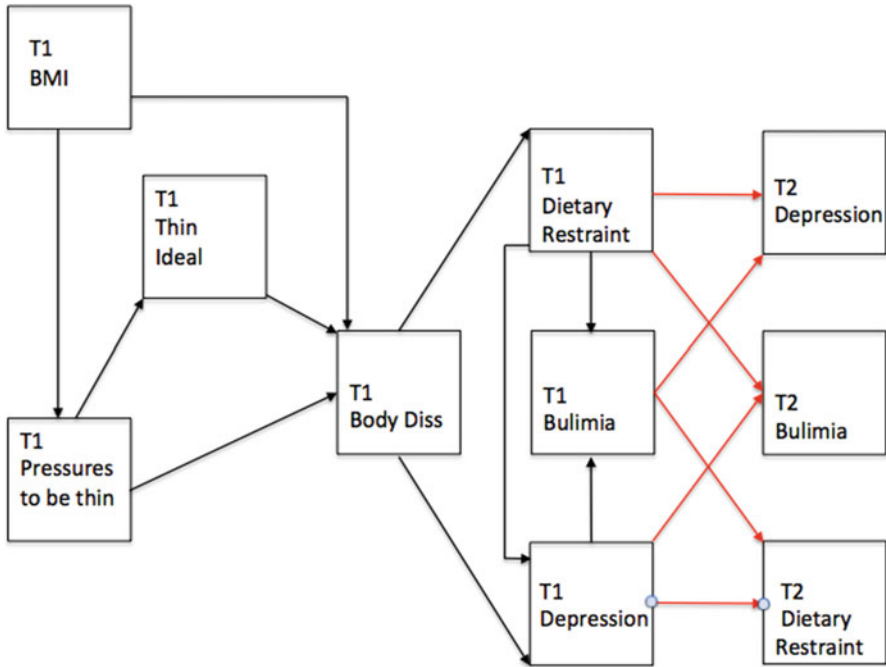 T1
BMI
T1
Thin
Ideal
T1
Pressures
to be thin
T1
Body Diss
T1
Dietary
Restraint
T1
Bulimia
T1
Depression
T2
Depression
T2
Bulimia
T2
Dietary
Restraint